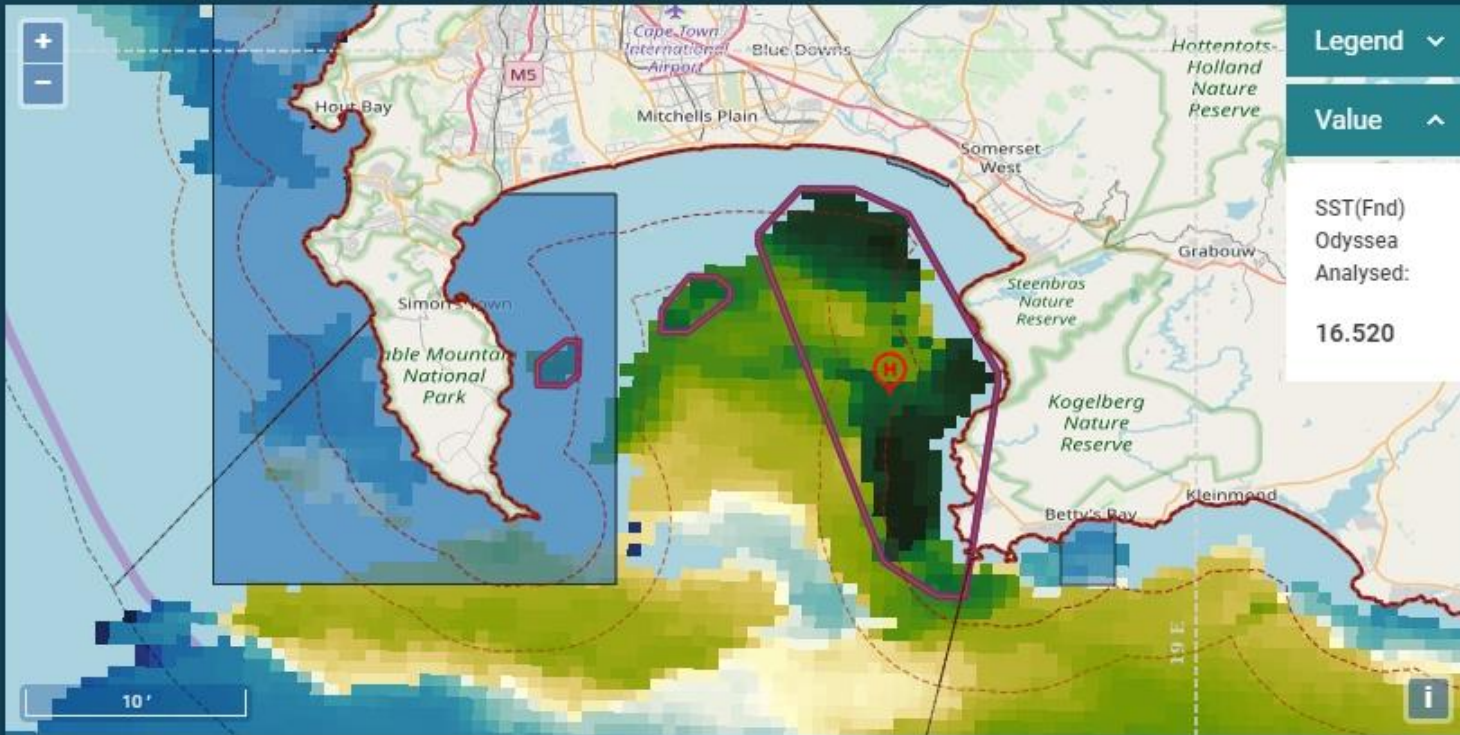 +
−
Cape Town
International
Airport
Blue Downs
M5
Hout Bay
Mitchells Plain
Hottentots-
Holland
Nature
Reserve
Somerset
West
Grabouw
Steenbras
Nature
Reserve
Simon's Town
able Mountain
National
Park
H
Kogelberg
Nature
Reserve
Kleinmond
Betty's Bay
19 E
10 '
Legend
Value
SST(Fnd)
Odyssea
Analysed:
16.520
i